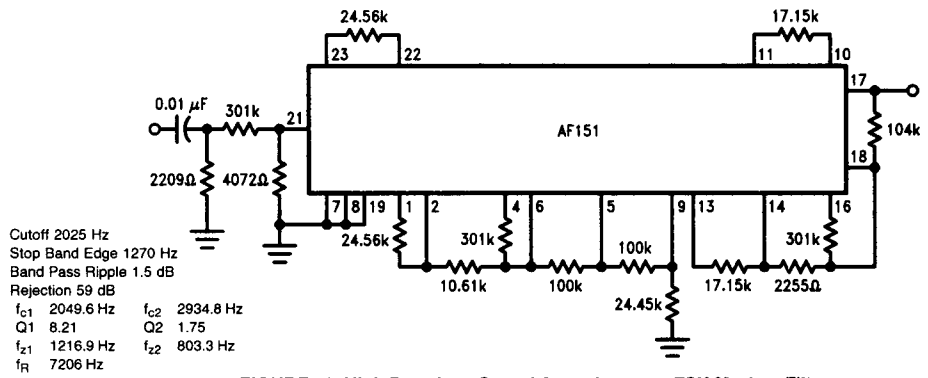 24.56k
17.15k
23
22
11
10
17
0.01 μF
301k
21
AF151
104k
18
2209Ω
4072Ω
7
8
19
1
2
4
6
5
9
13
14
16
24.56k
301k
100k
301k
10.61k
100k
17.15k
2255Ω
24.45k
Cutoff 2025 Hz
Stop Band Edge 1270 Hz
Band Pass Ripple 1.5 dB
Rejection 59 dB
fc1 2049.6 Hz fc2 2934.8 Hz
Q1 8.21 Q2 1.75
fz1 1216.9 Hz fz2 803.3 Hz
fR 7206 Hz